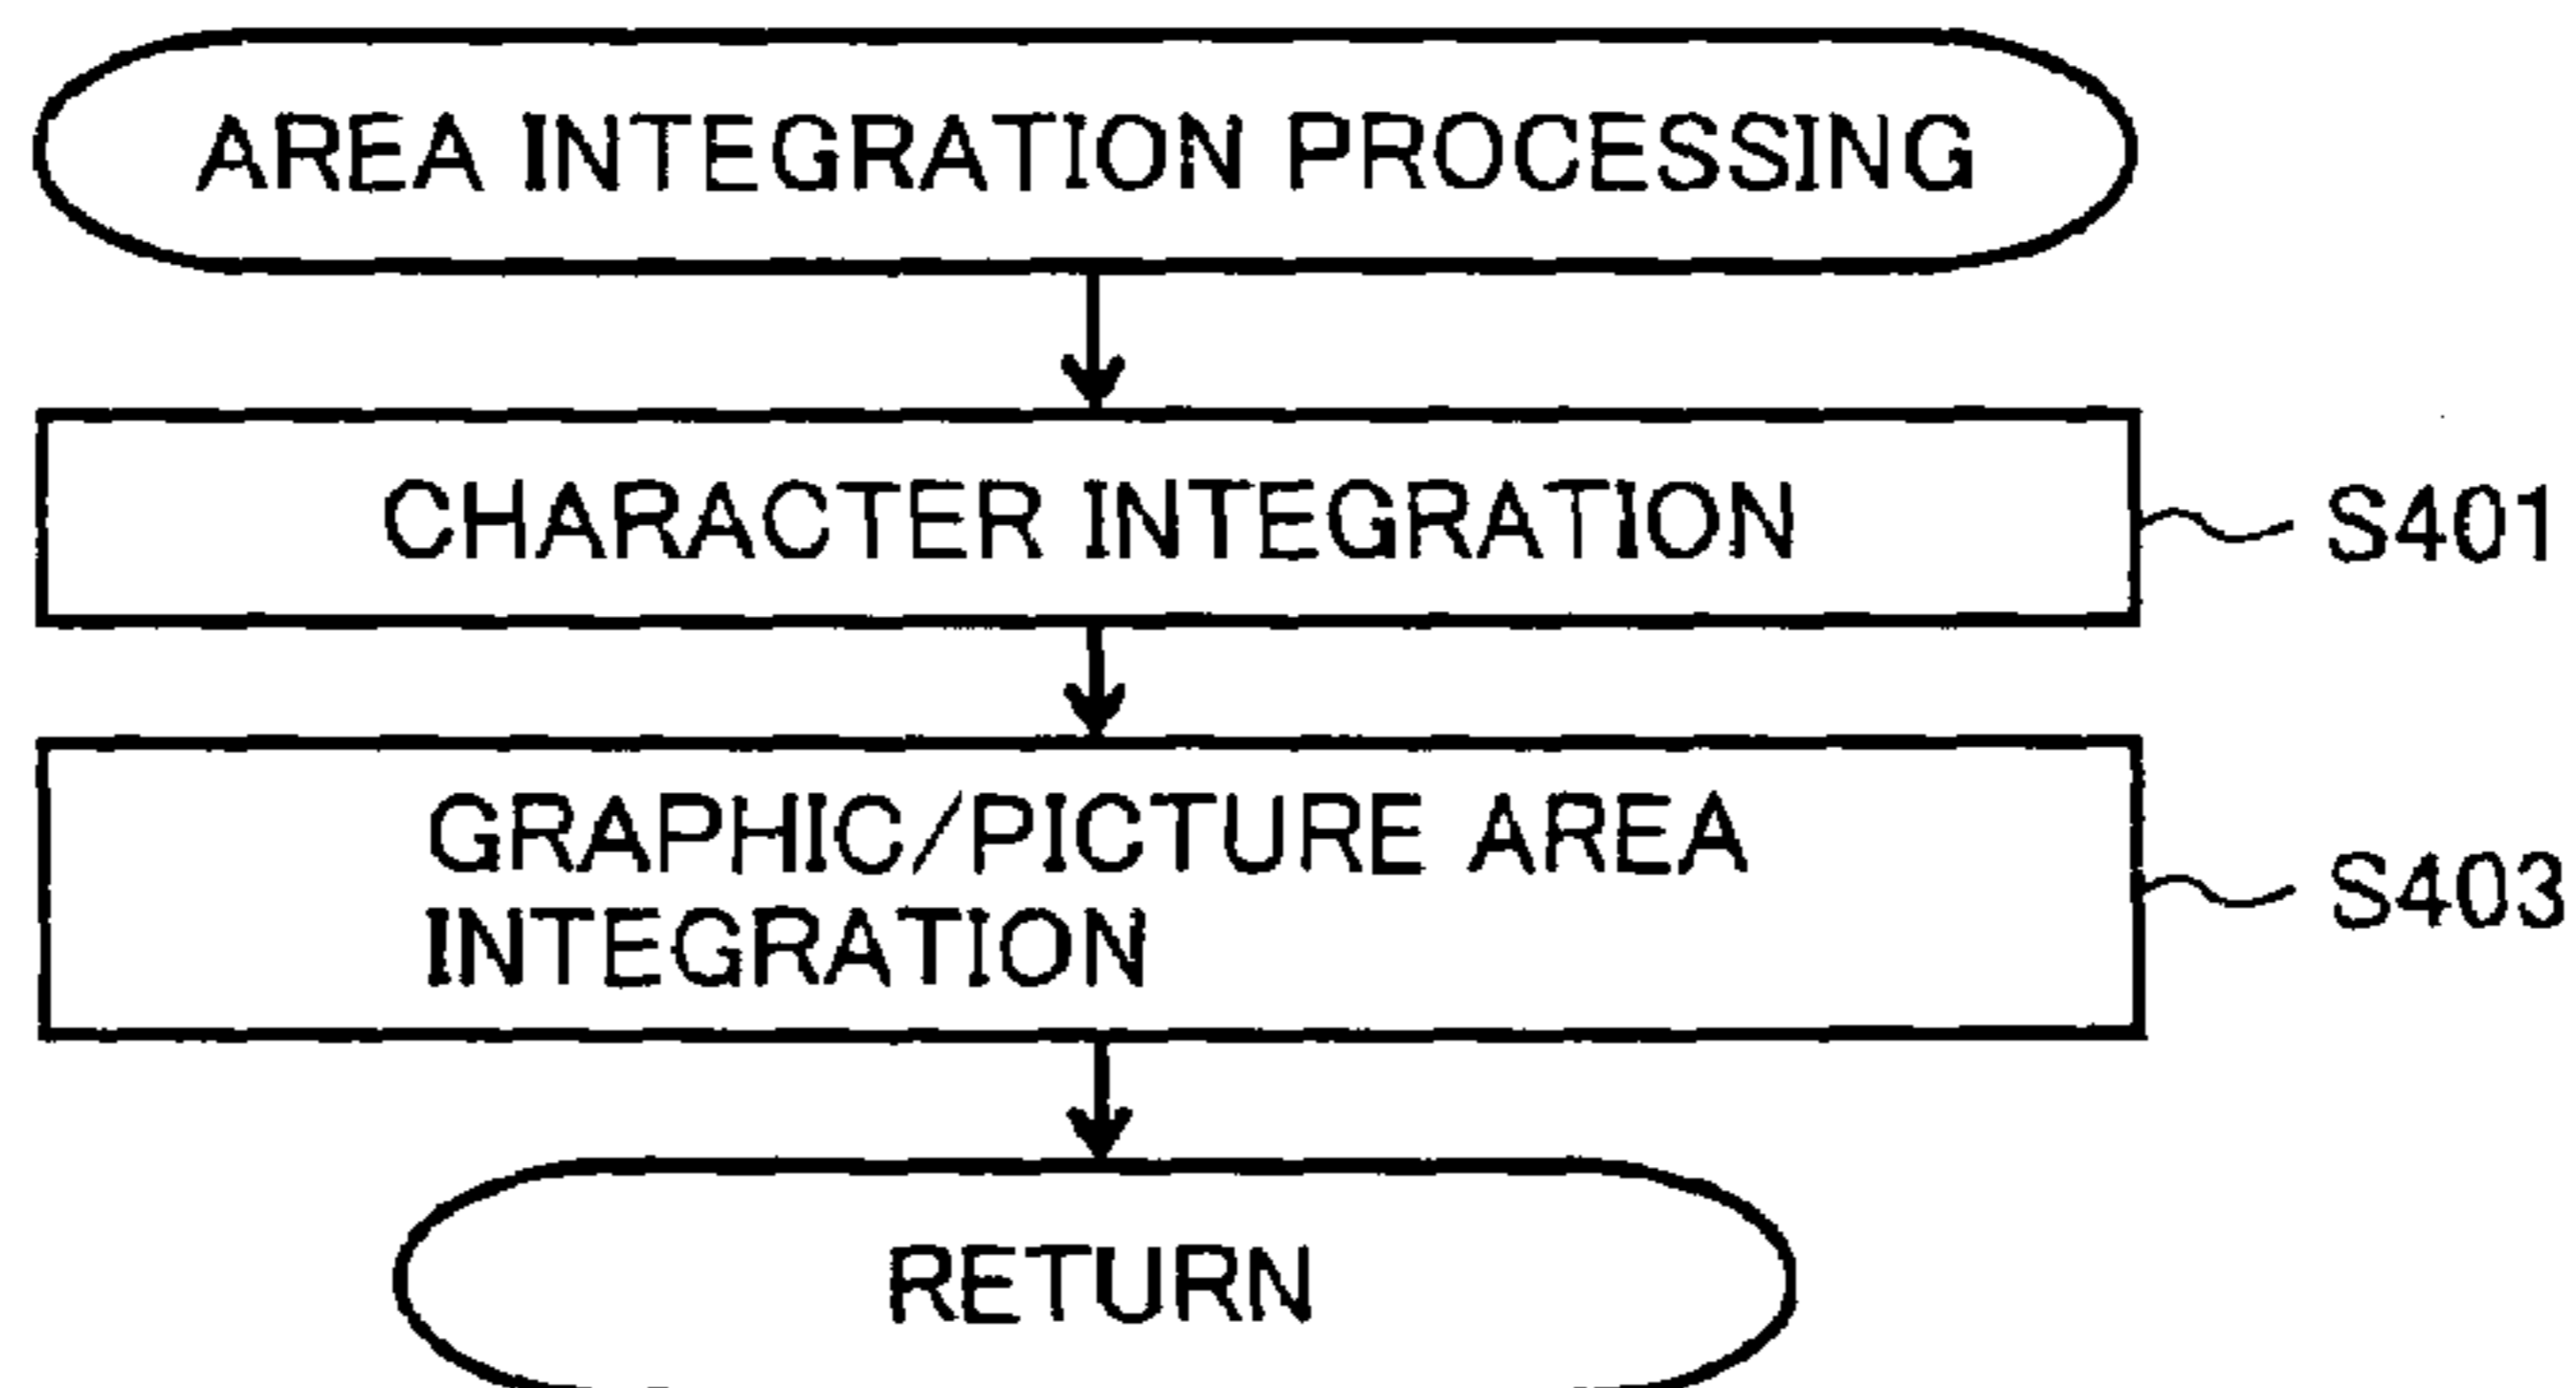 AREA INTEGRATION PROCESSING
CHARACTER INTEGRATION
S401
GRAPHIC/PICTURE AREA
INTEGRATION
S403
RETURN